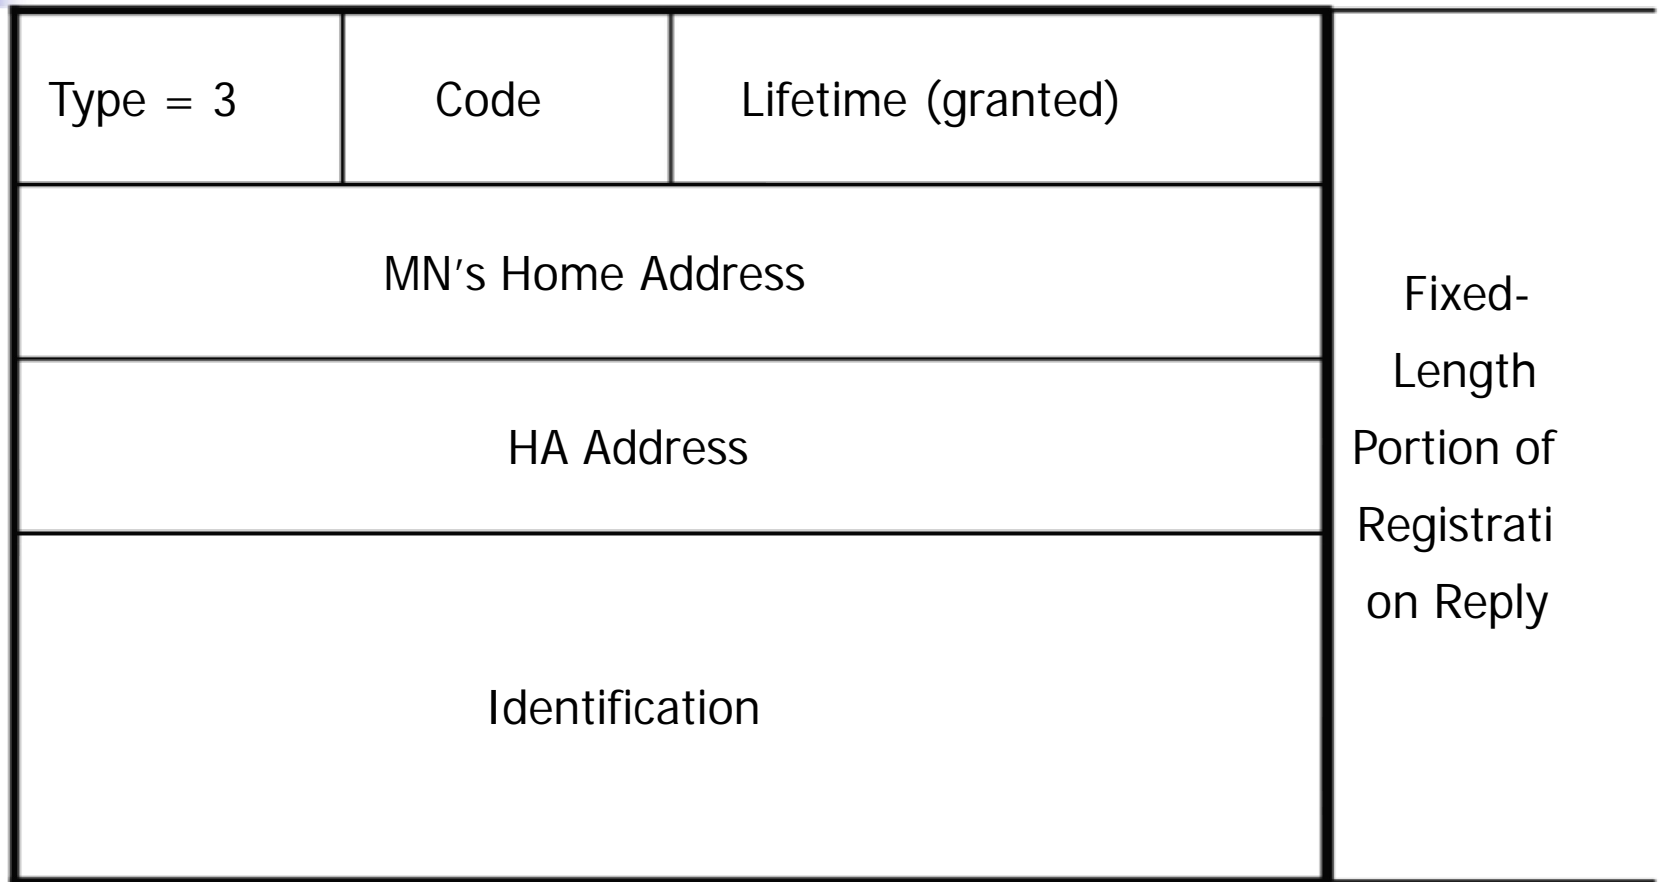 Type = 3
Code
Lifetime (granted)
MN's Home Address
HA Address
Identification
Fixed-
Length
Portion of
Registrati
on Reply